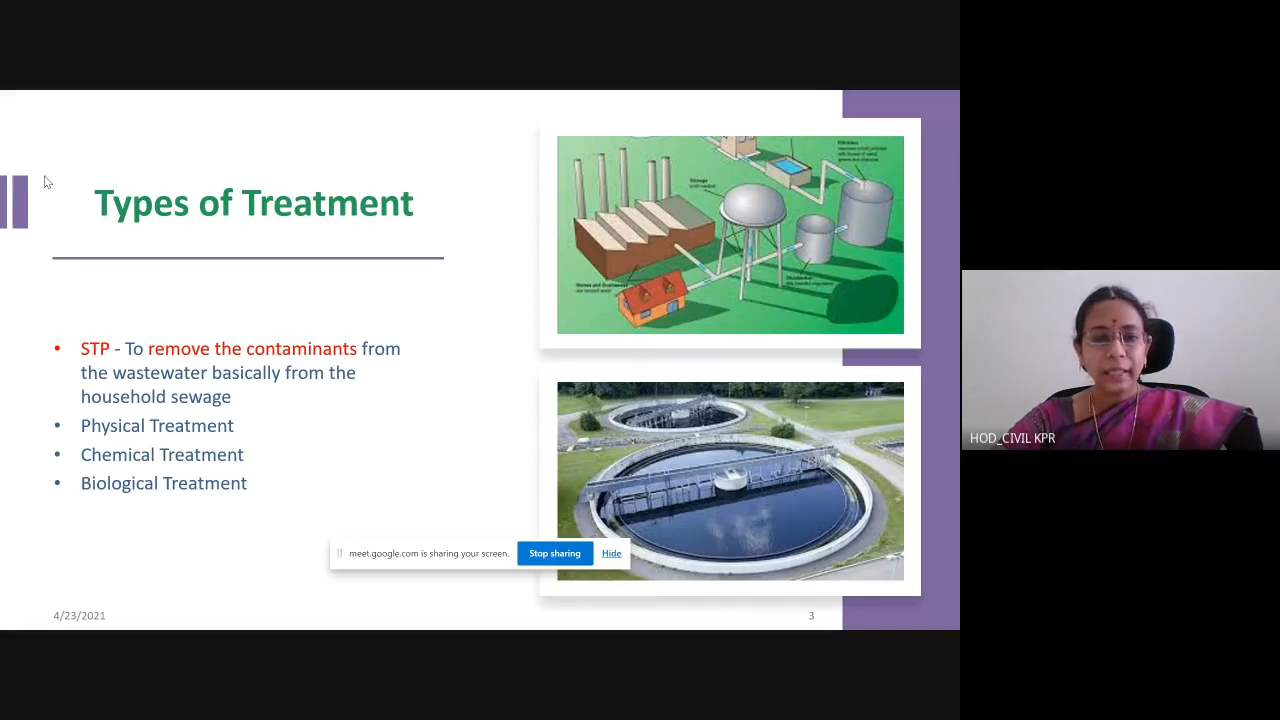 Types of Treatment
• STP - To remove the contaminants from
the wastewater basically from the
household sewage
• Physical Treatment
• Chemical Treatment
• Biological Treatment
Storage
Filtration
meet.google.com is sharing your screen.
Stop sharing
Hide
4/23/2021
3
HOD_CIVIL KPR